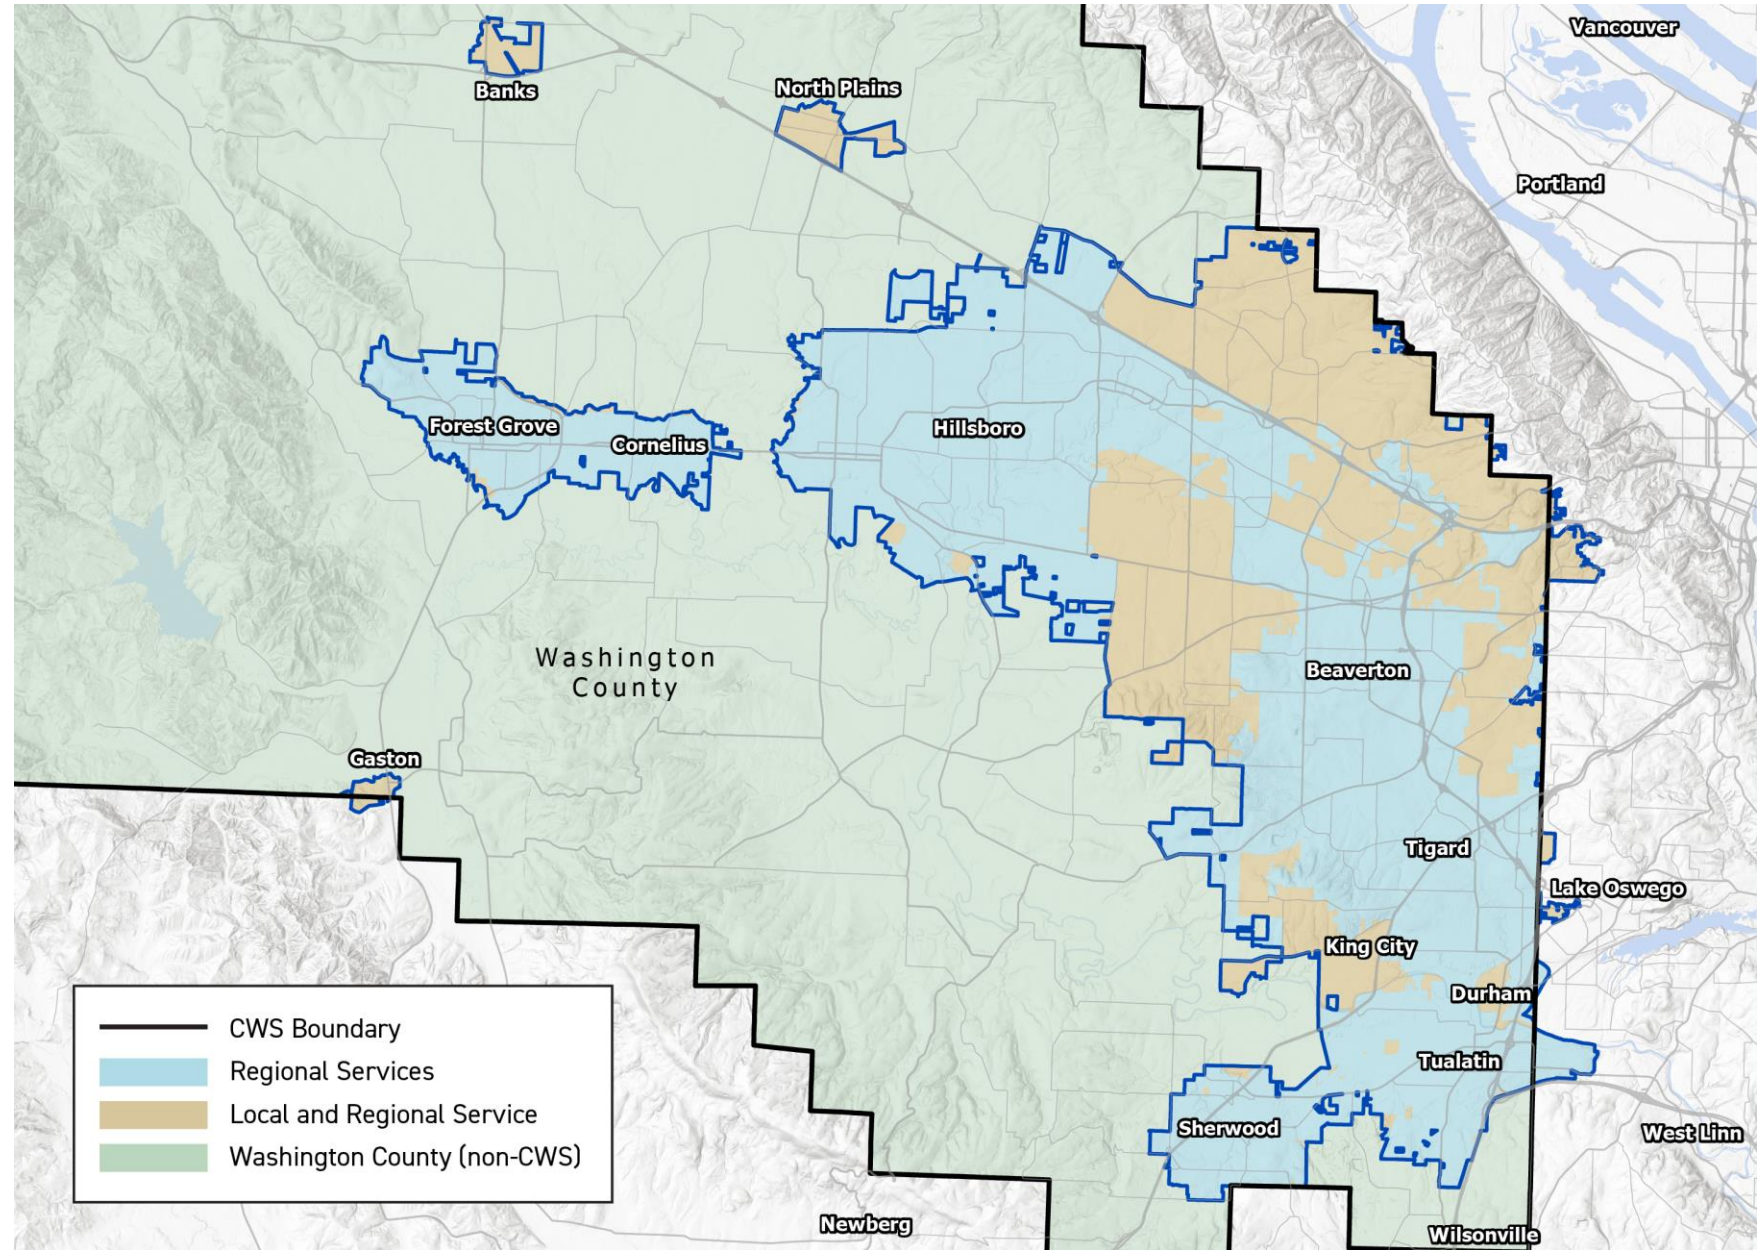 Vancouver
Banks
North Plains
Portland
Forest Grove
Cornelius
Hillsboro
Washington
County
Beaverton
Gaston
Tigard
Lake Oswego
King City
Durham
Tualatin
Sherwood
West Linn
Newberg
Wilsonville
CWS Boundary
Regional Services
Local and Regional Service
Washington County (non-CWS)